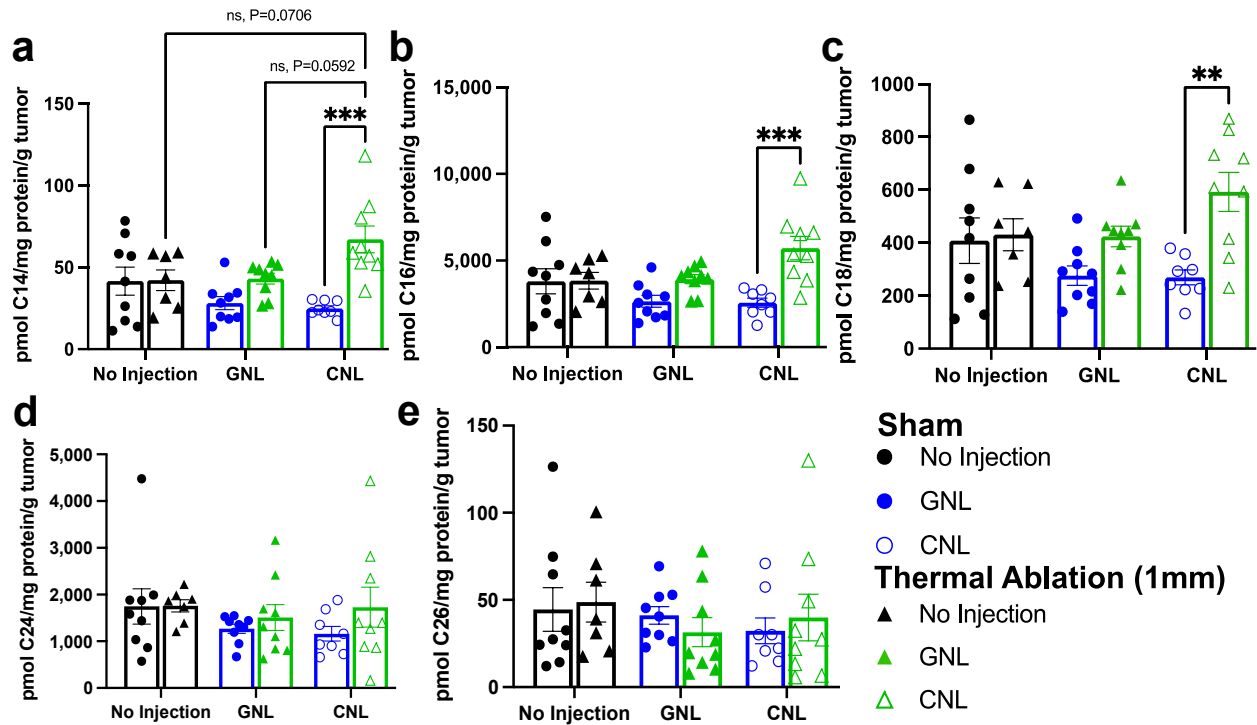 a
ns, P=0.0706
ns, P=0.0592
***
pmol C14/mg protein/g tumor
150
100
50
0
No Injection
GNL
CNL
b
***
pmol C16/mg protein/g tumor
15,000
10,000
5,000
0
No Injection
GNL
CNL
c
**
pmol C18/mg protein/g tumor
1000
800
600
400
200
0
No Injection
GNL
CNL
d
pmol C24/mg protein/g tumor
5,000
4,000
3,000
2,000
1,000
0
No Injection
GNL
CNL
e
pmol C26/mg protein/g tumor
150
100
50
0
No Injection
GNL
CNL
Sham
No Injection
GNL
CNL
Thermal Ablation (1mm)
No Injection
GNL
CNL